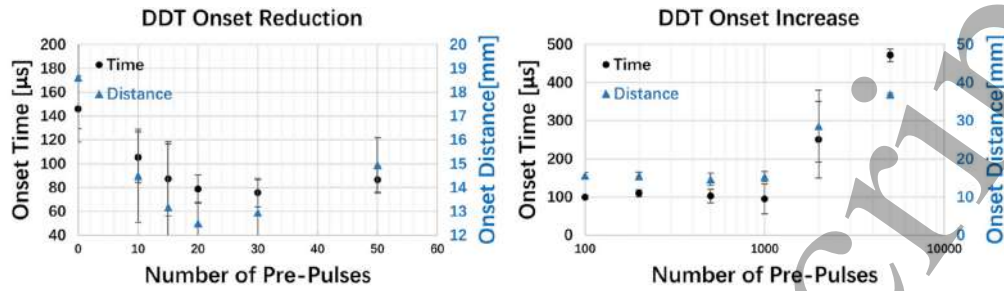 DDT Onset Reduction
200
180
160
140
120
100
80
60
40
Onset Time [μs]
Time
Distance
20
19
18
17
16
15
14
13
12
Onset Distance[mm]
0 10 20 30 40 50 60
Number of Pre-Pulses
DDT Onset Increase
500
400
300
200
100
0
Onset Time [μs]
Time
Distance
50
40
30
20
10
0
Onset Distance[mm]
100 1000 10000
Number of Pre-Pulses